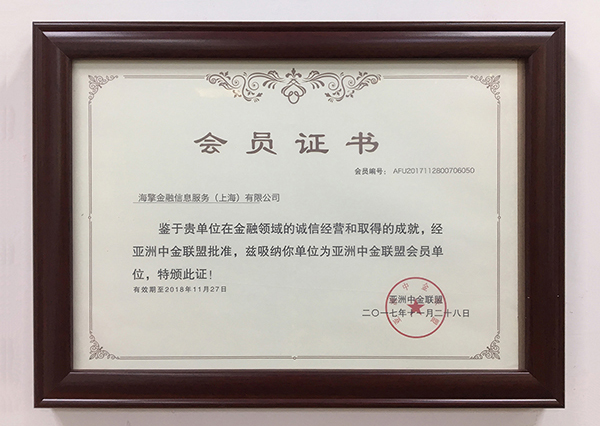 会员证书
会员编号： AFU2017112800706050
海擎金融信息服务（上海）有限公司
鉴于贵单位在金融领域的诚信经营和取得的成就，经
亚洲中金联盟批准，兹吸纳你单位为亚洲中金联盟会员单
位，特颁此证！
有效期至2018年11月27日
亚洲中金联盟
二〇一七年十一月二十八日